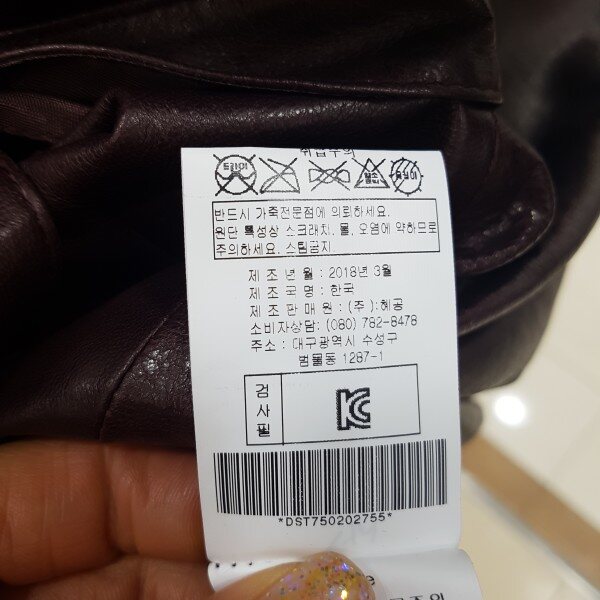 취급주의
드라이
염소
반드시 가죽전문점에 의뢰하세요.
원단 특성상 스크래치, 물, 오염에 약하므로
주의하세요. 스팀금지.
제 조 년 월 : 2018년 3월
제 조 국 명 : 한국
제 조 판 매 원 : (주):혜공
소비자상담: (080) 782-8478
주소 : 대구광역시 수성구
범물동 1287-1
검
사
필
KC
*DST750202755*